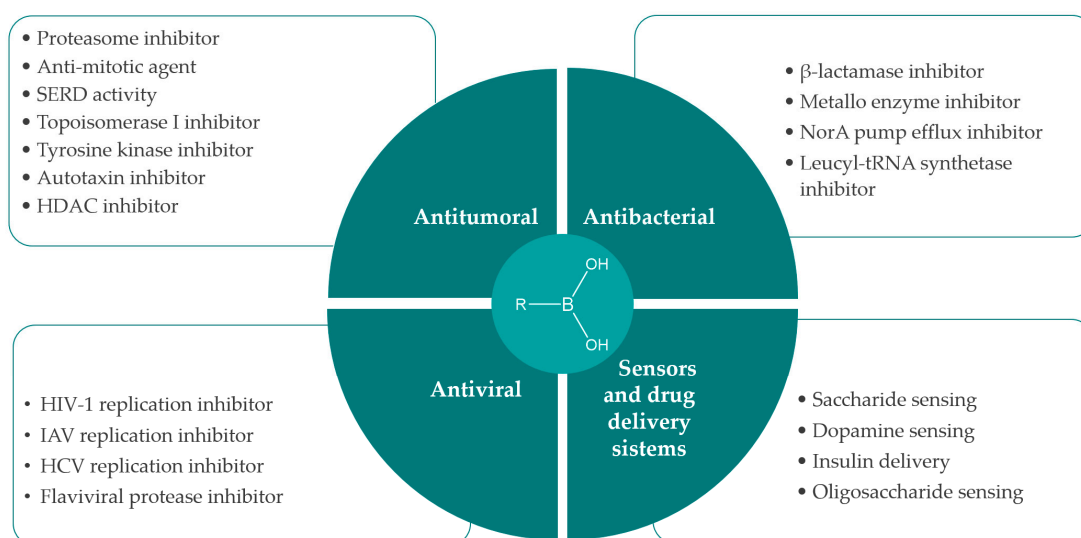 • Proteasome inhibitor
• Anti-mitotic agent
• SERD activity
• Topoisomerase I inhibitor
• Tyrosine kinase inhibitor
• Autotaxin inhibitor
• HDAC inhibitor
• β-lactamase inhibitor
• Metallo enzyme inhibitor
• NorA pump efflux inhibitor
• Leucyl-tRNA synthetase
inhibitor
Antitumoral
Antibacterial
OH
R—B
OH
Antiviral
Sensors
and drug
delivery
sistems
• HIV-1 replication inhibitor
• IAV replication inhibitor
• HCV replication inhibitor
• Flaviviral protease inhibitor
• Saccharide sensing
• Dopamine sensing
• Insulin delivery
• Oligosaccharide sensing